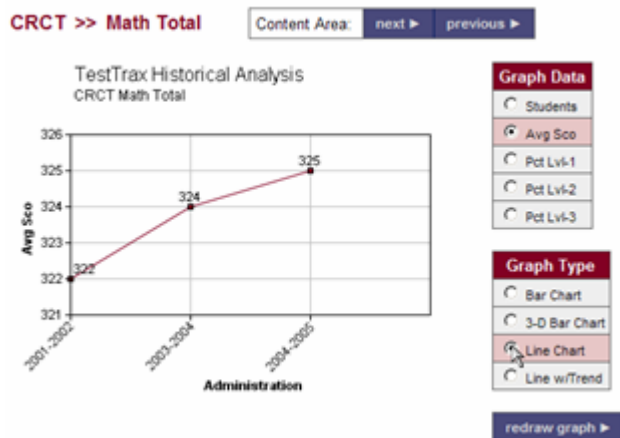 CRCT >> Math Total
Content Area: next ► previous ►
TestTrax Historical Analysis
CRCT Math Total
326
325
324
323
322
321
Avg Sco
322
324
325
2001-2002
2003-2004
2004-2005
Administration
Graph Data
Students
Avg Sco
Pct Lvl-1
Pct Lvl-2
Pct Lvl-3
Graph Type
Bar Chart
3-D Bar Chart
Line Chart
Line w/Trend
redraw graph ►